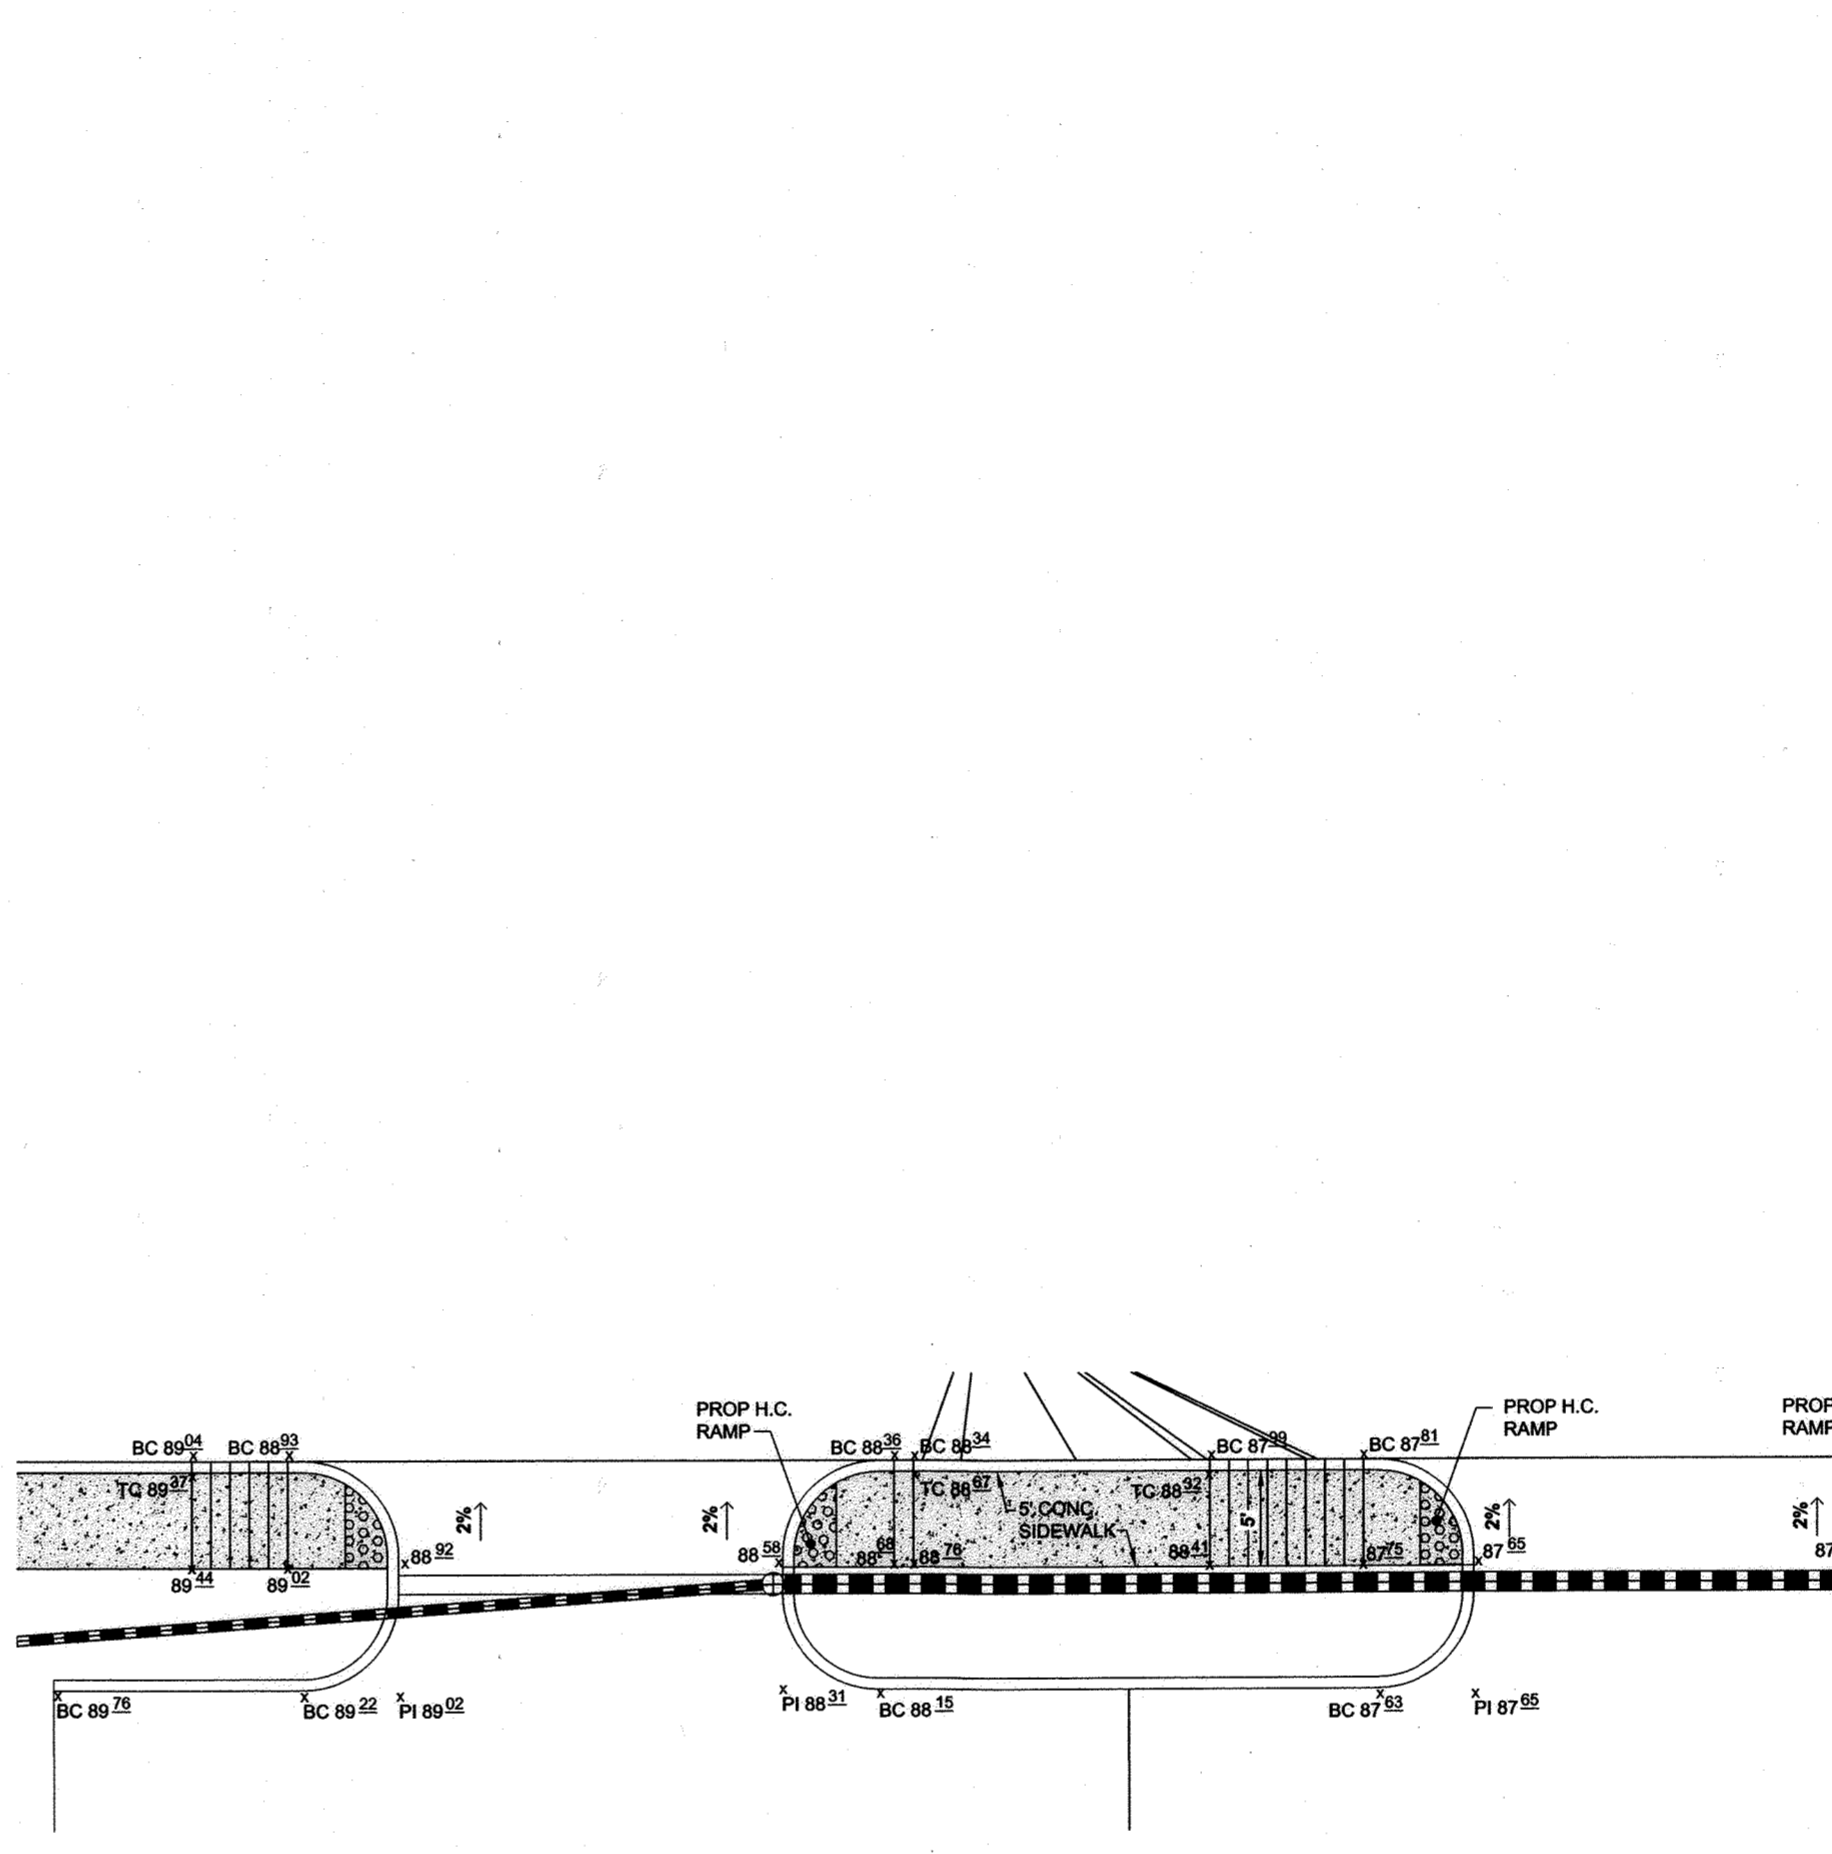 PROP H.C.
RAMP
PROP H.C.
RAMP
PROP
RAMP
BC 89 04
BC 88 93
BC 88 36
BC 88 34
BC 87 99
BC 87 81
TC 89 37
TC 88 67
TC 88 32
5' CONC.
SIDEWALK
5'
2%
2%
2%
2%
88 92
88 58
88 68
88 76
88 41
87 75
87 65
87
89 44
89 02
BC 89 76
BC 89 22
PI 89 02
PI 88 31
BC 88 15
BC 87 63
PI 87 65